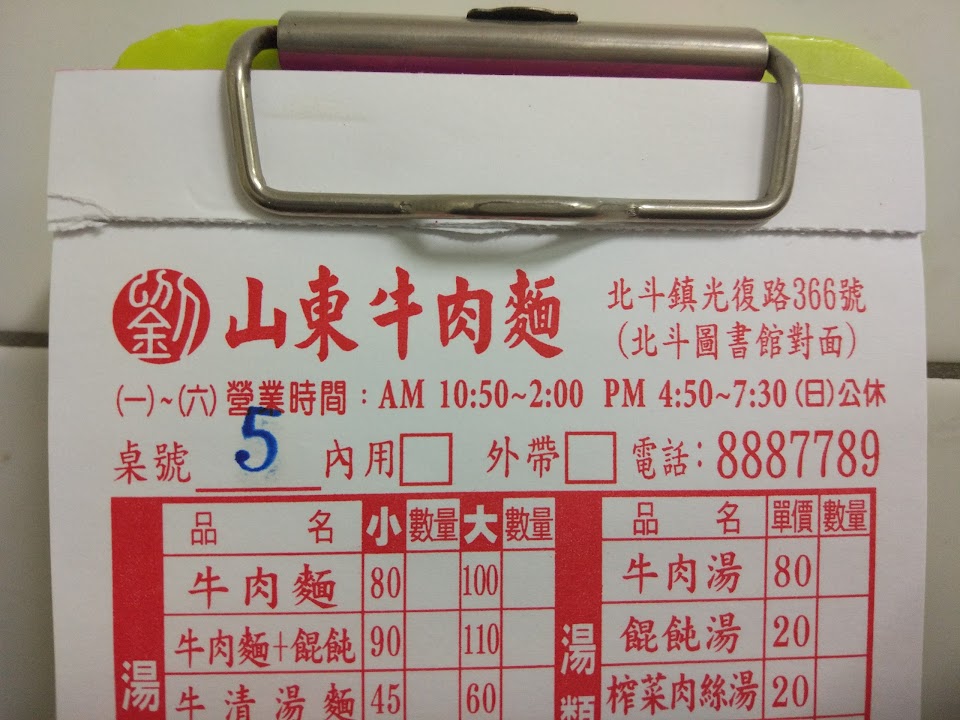 劉 山東牛肉麵 北斗鎮光復路366號
(北斗圖書館對面)
(一)~(六)營業時間:AM 10:50~2:00 PM 4:50~7:30(日)公休
桌號 5 內用 外帶 電話:8887789
品名 小 數量 大 數量 品名 單價 數量
牛肉麵 80 100 牛肉湯 80
牛肉麵+餛飩 90 110 餛飩湯 20
牛清湯麵 45 60 榨菜肉絲湯 20
湯 湯類